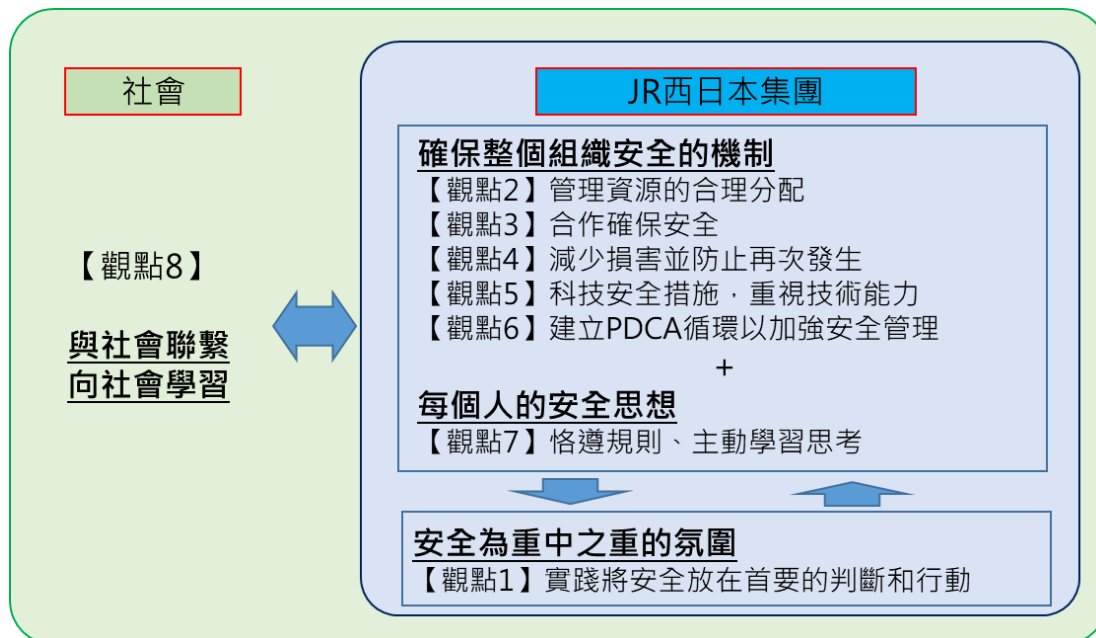 社會
JR西日本集團
確保整個組織安全的機制
【觀點2】管理資源的合理分配
【觀點3】合作確保安全
【觀點4】減少損害並防止再次發生
【觀點5】科技安全措施，重視技術能力
【觀點6】建立PDCA循環以加強安全管理
+
每個人的安全思想
【觀點7】恪遵規則、主動學習思考
【觀點8】
與社會聯繫
向社會學習
安全為重中之重的氛圍
【觀點1】實踐將安全放在首要的判斷和行動